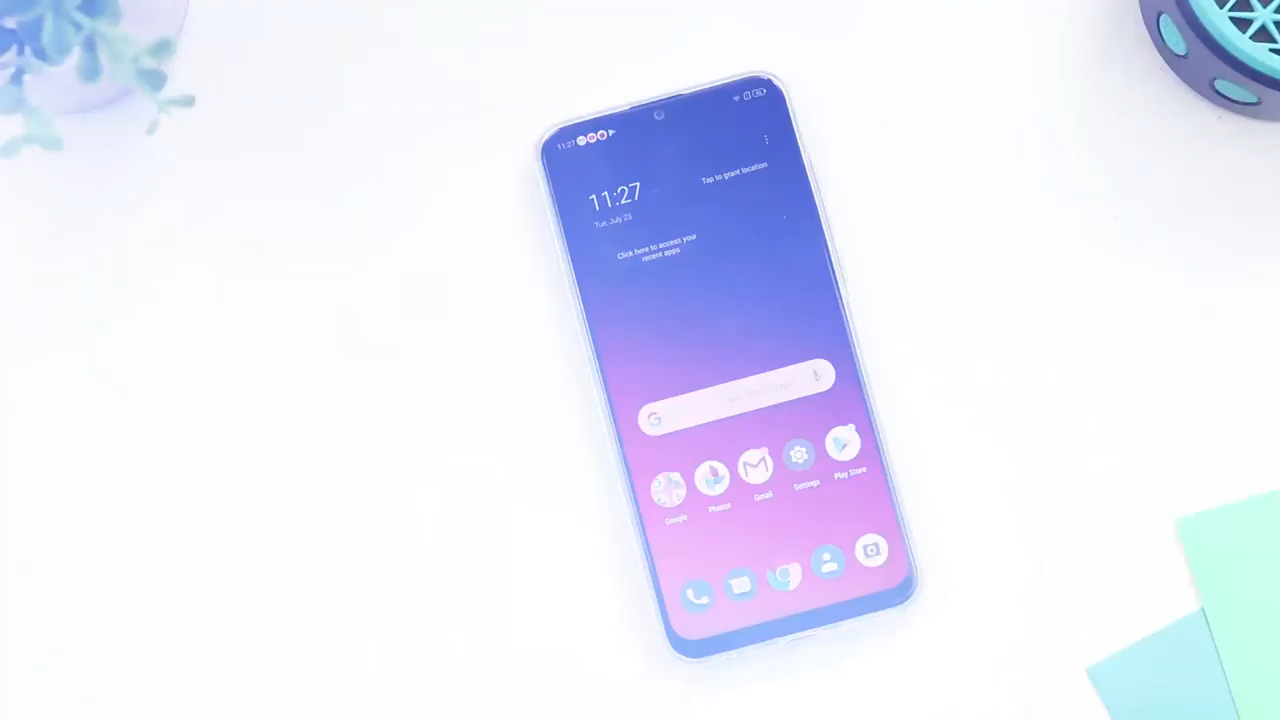 11:27
11:27
Tap to grant location
Tue, July 23
Click here to access your
recent apps
G
Google
Photos
Gmail
Settings
Play Store